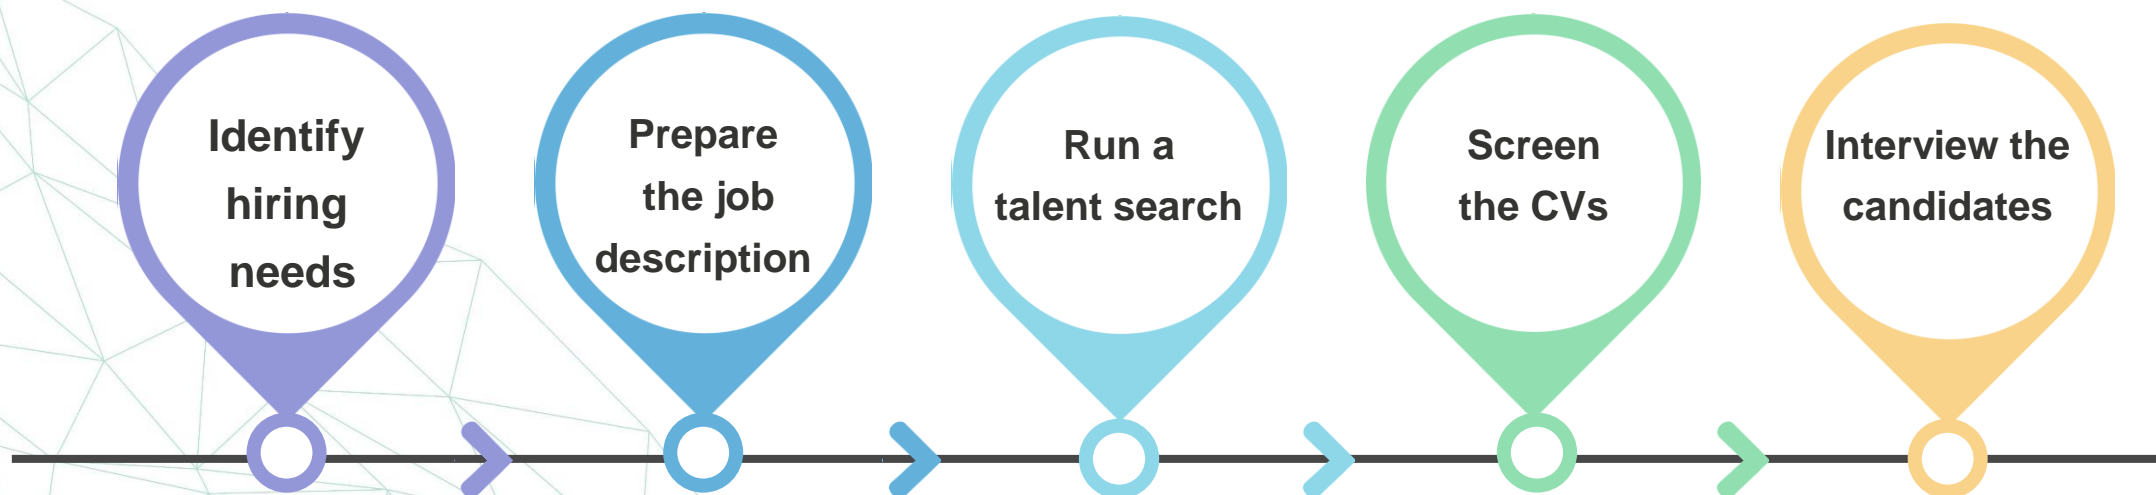 Identify
hiring
needs
Prepare
the job
description
Run a
talent search
Screen
the CVs
Interview the
candidates